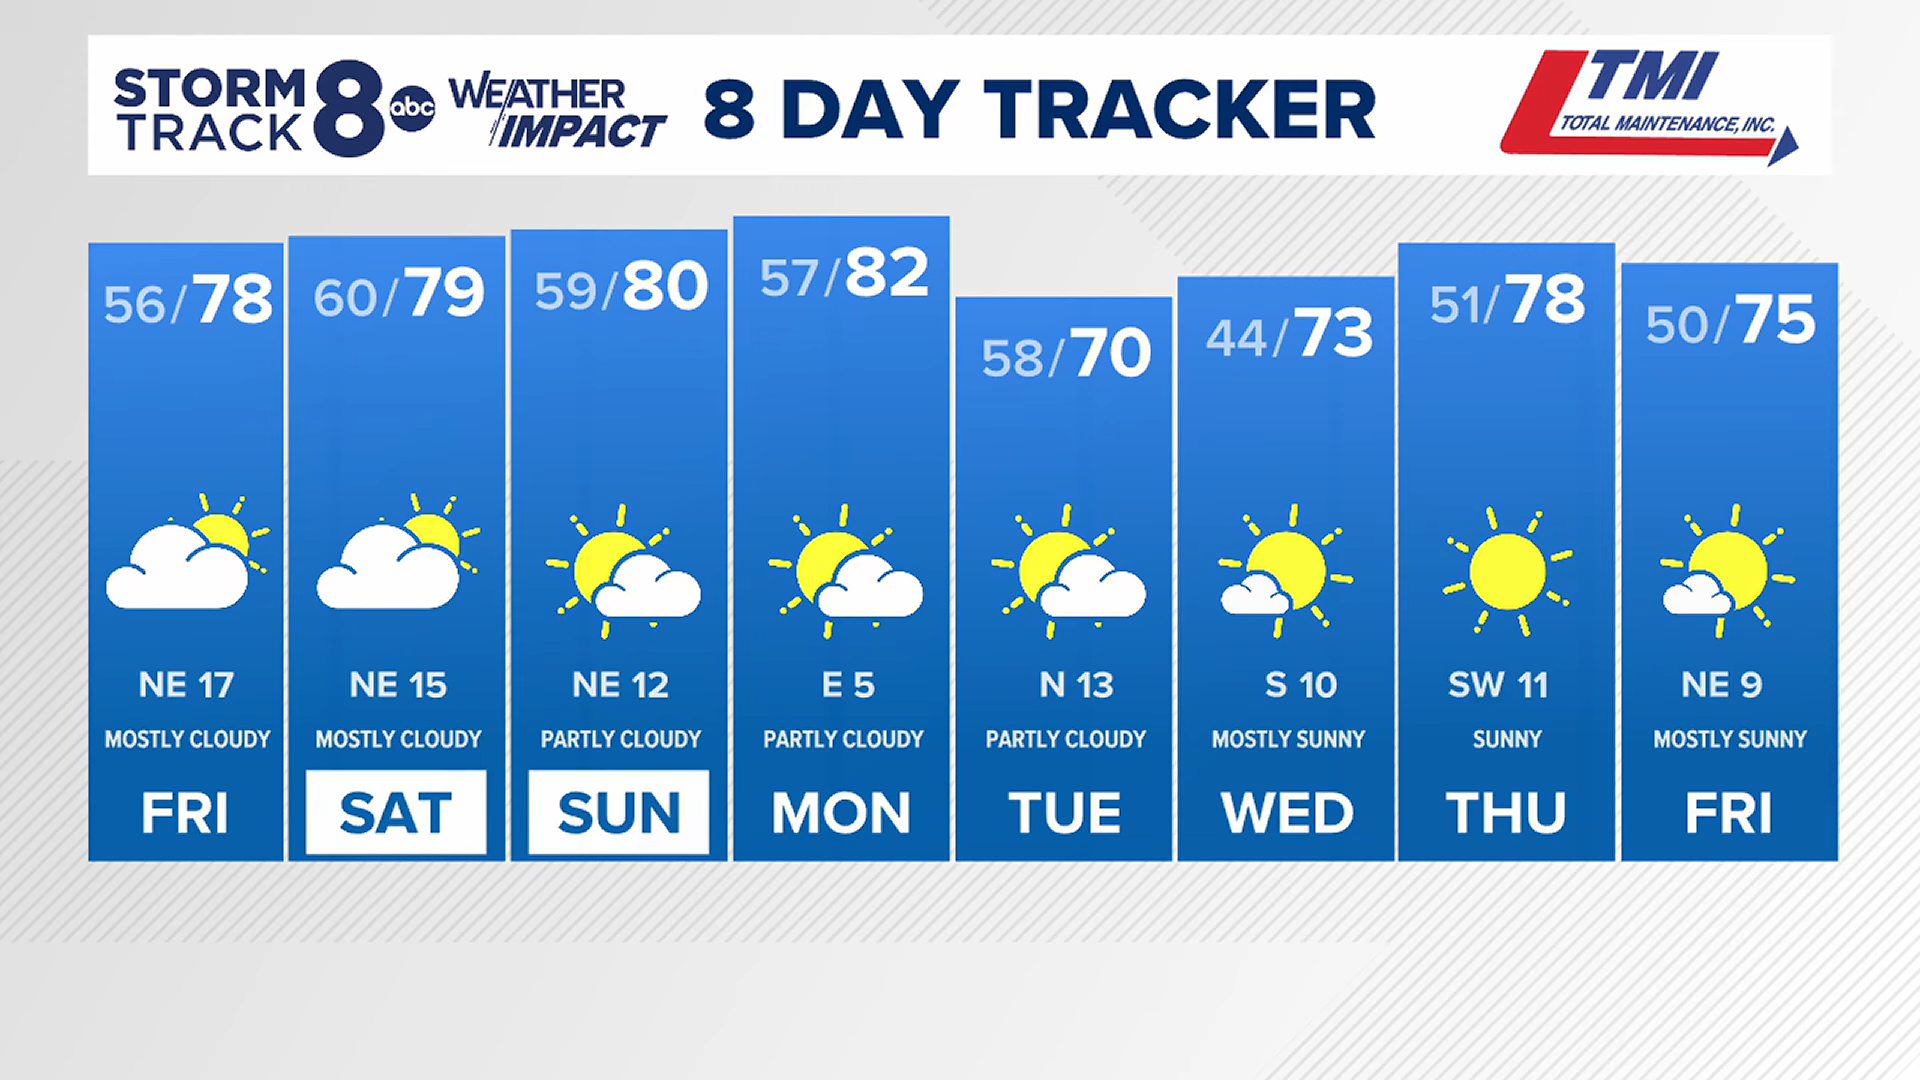 STORM
TRACK
8
abc
WEATHER
IMPACT
8 DAY TRACKER
TMI
TOTAL MAINTENANCE, INC.
56/78
60/79
59/80
57/82
58/70
44/73
51/78
50/75
NE 17
NE 15
NE 12
E 5
N 13
S 10
SW 11
NE 9
MOSTLY CLOUDY
MOSTLY CLOUDY
PARTLY CLOUDY
PARTLY CLOUDY
PARTLY CLOUDY
MOSTLY SUNNY
SUNNY
MOSTLY SUNNY
FRI
SAT
SUN
MON
TUE
WED
THU
FRI